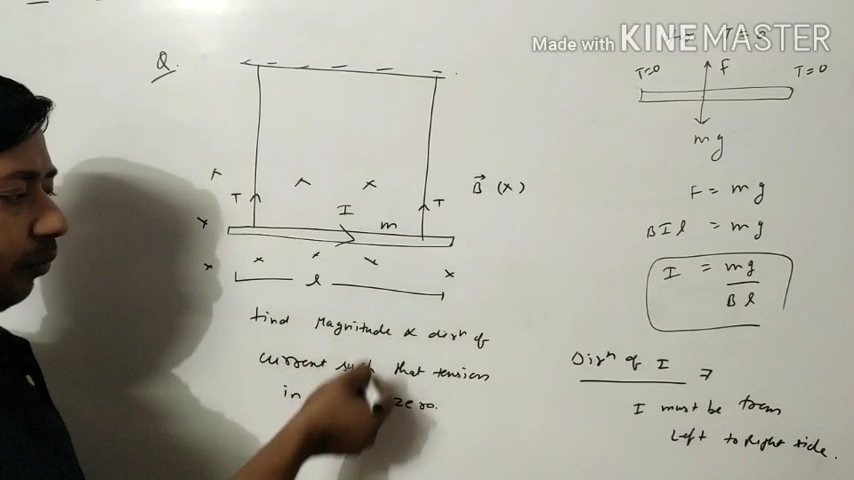 Made with KINEMASTER
T=0
Q.
T=0 F T=0
mg
B⃗ (x)
T I T
m
F = mg
BIl = mg
I = mg
Bl
l
find Magnitude & dirⁿ of
current such that tension
in zero.
Dirⁿ of I ⇒
I must be from
Left to Right side.